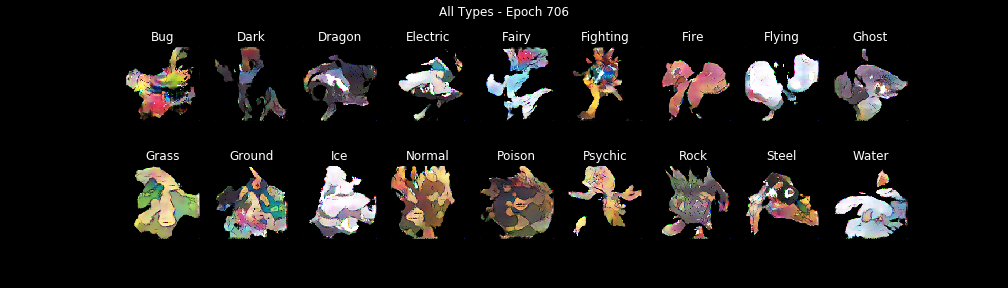 All Types - Epoch 706
Bug Dark Dragon Electric Fairy Fighting Fire Flying Ghost
Grass Ground Ice Normal Poison Psychic Rock Steel Water